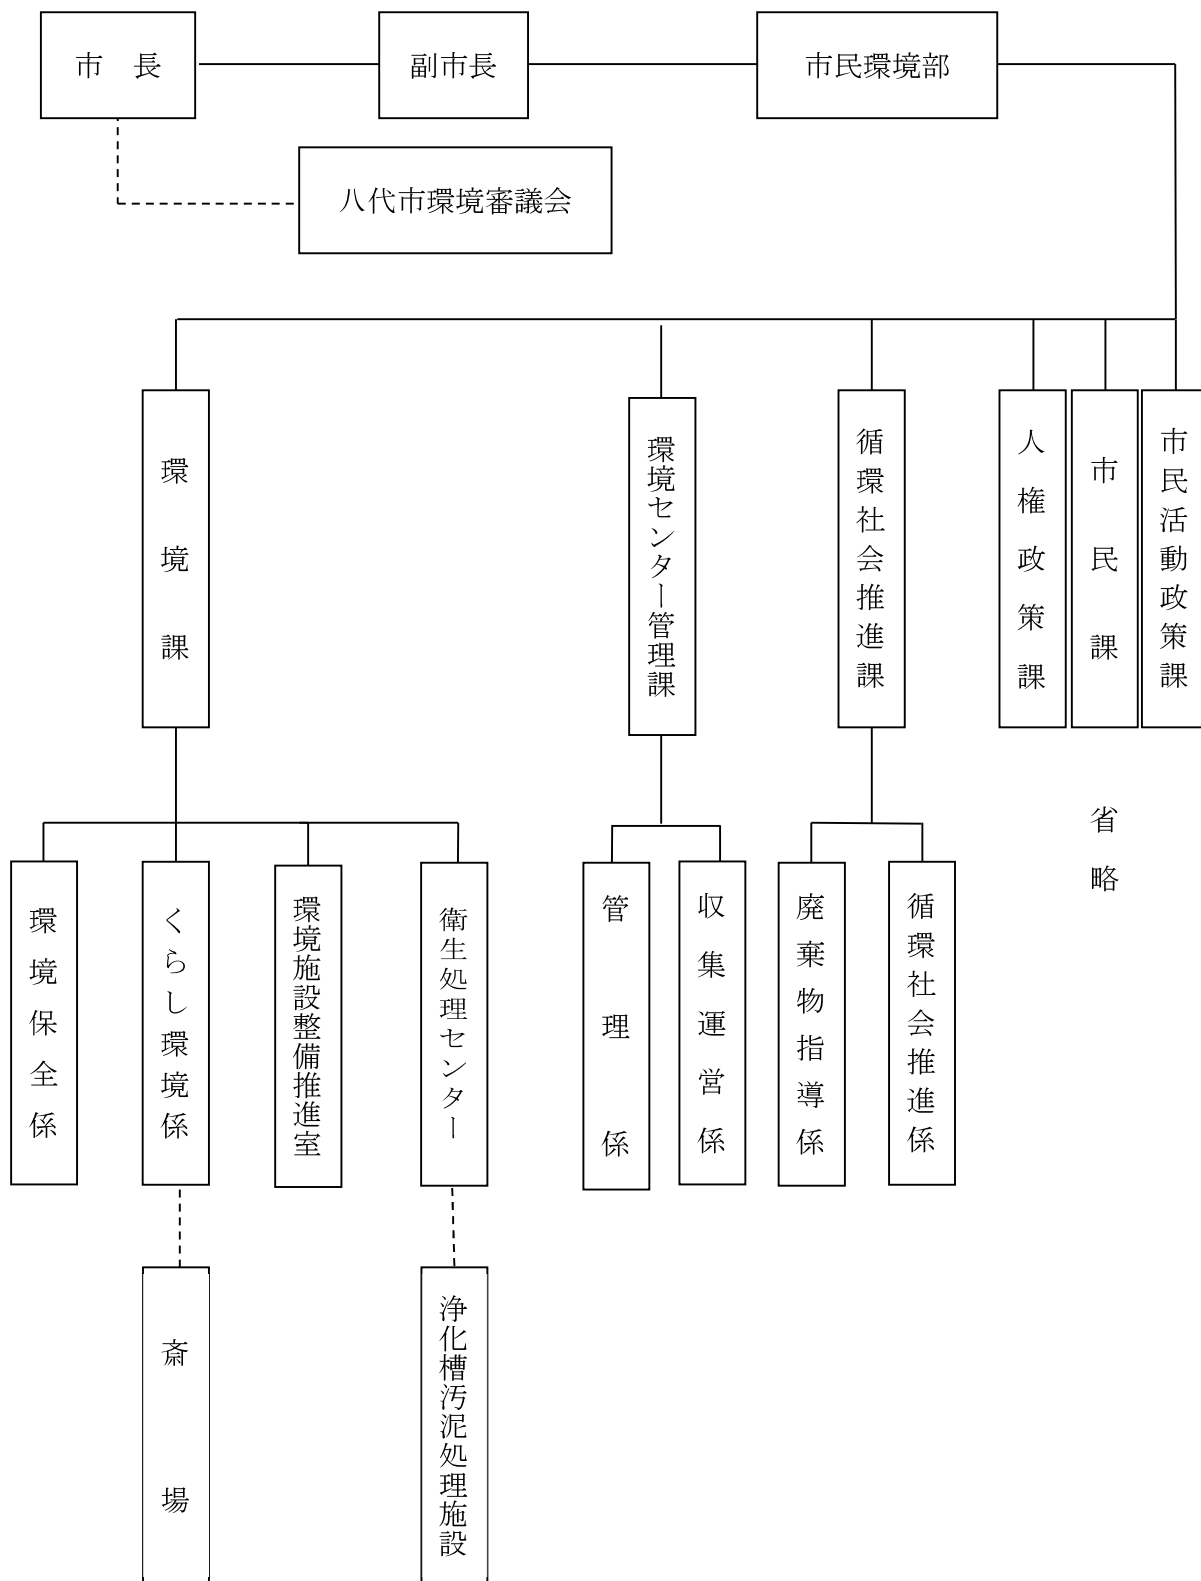 市　長
副市長
市民環境部
八代市環境審議会
環境課
環境センター管理課
循環社会推進課
人権政策課
市民課
市民活動政策課
省略
環境保全係
くらし環境係
環境施設整備推進室
衛生処理センター
管理係
収集運営係
廃棄物指導係
循環社会推進係
斎場
浄化槽汚泥処理施設